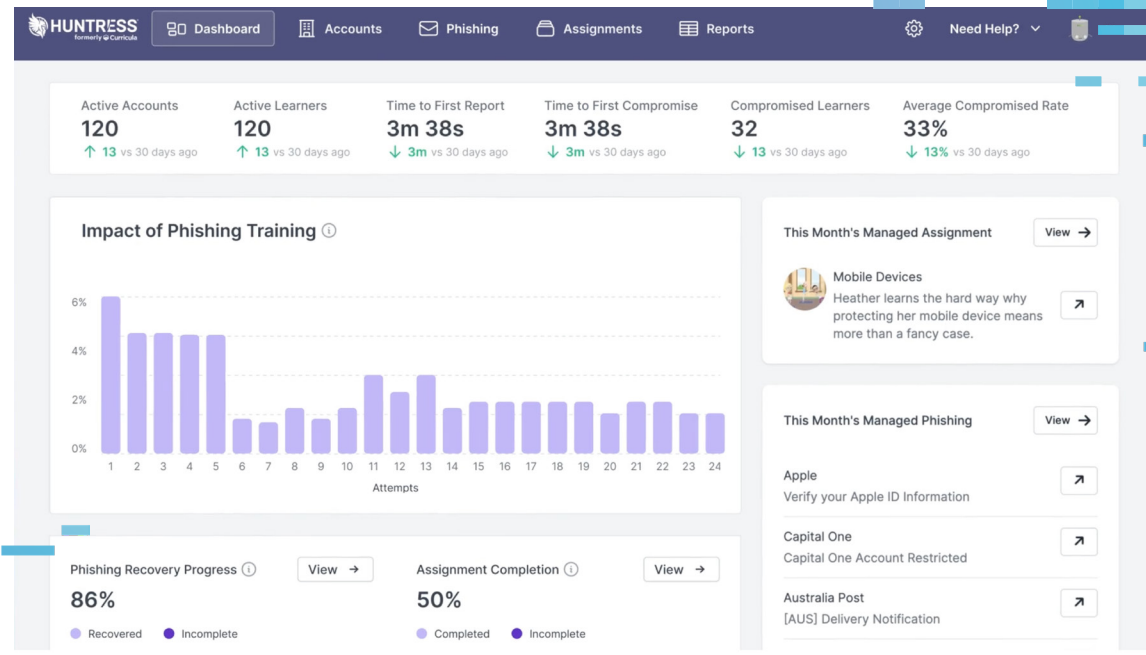 HUNTRESS
formerly Curricula
Dashboard
Accounts
Phishing
Assignments
Reports
Need Help?
Active Accounts
120
13 vs 30 days ago
Active Learners
120
13 vs 30 days ago
Time to First Report
3m 38s
3m vs 30 days ago
Time to First Compromise
3m 38s
3m vs 30 days ago
Compromised Learners
32
13 vs 30 days ago
Average Compromised Rate
33%
13% vs 30 days ago
Impact of Phishing Training
6%
4%
2%
0%
1 2 3 4 5 6 7 8 9 10 11 12 13 14 15 16 17 18 19 20 21 22 23 24
Attempts
This Month's Managed Assignment
View
Mobile Devices
Heather learns the hard way why
protecting her mobile device means
more than a fancy case.
This Month's Managed Phishing
View
Apple
Verify your Apple ID Information
Capital One
Capital One Account Restricted
Australia Post
[AUS] Delivery Notification
Phishing Recovery Progress
View
86%
Recovered
Incomplete
Assignment Completion
View
50%
Completed
Incomplete